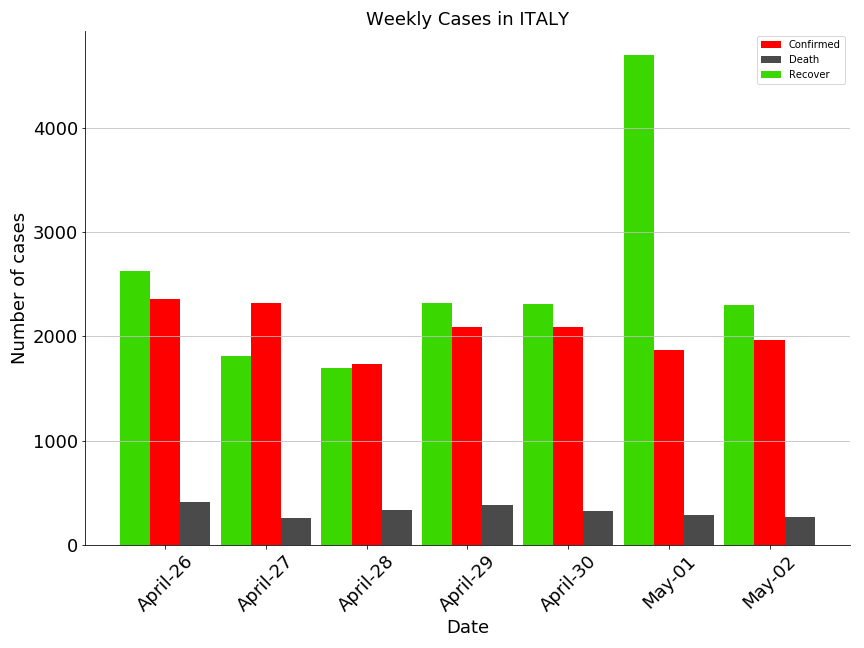 Weekly Cases in ITALY
Confirmed
Death
Recover
Number of cases
4000
3000
2000
1000
0
April-26
April-27
April-28
April-29
April-30
May-01
May-02
Date